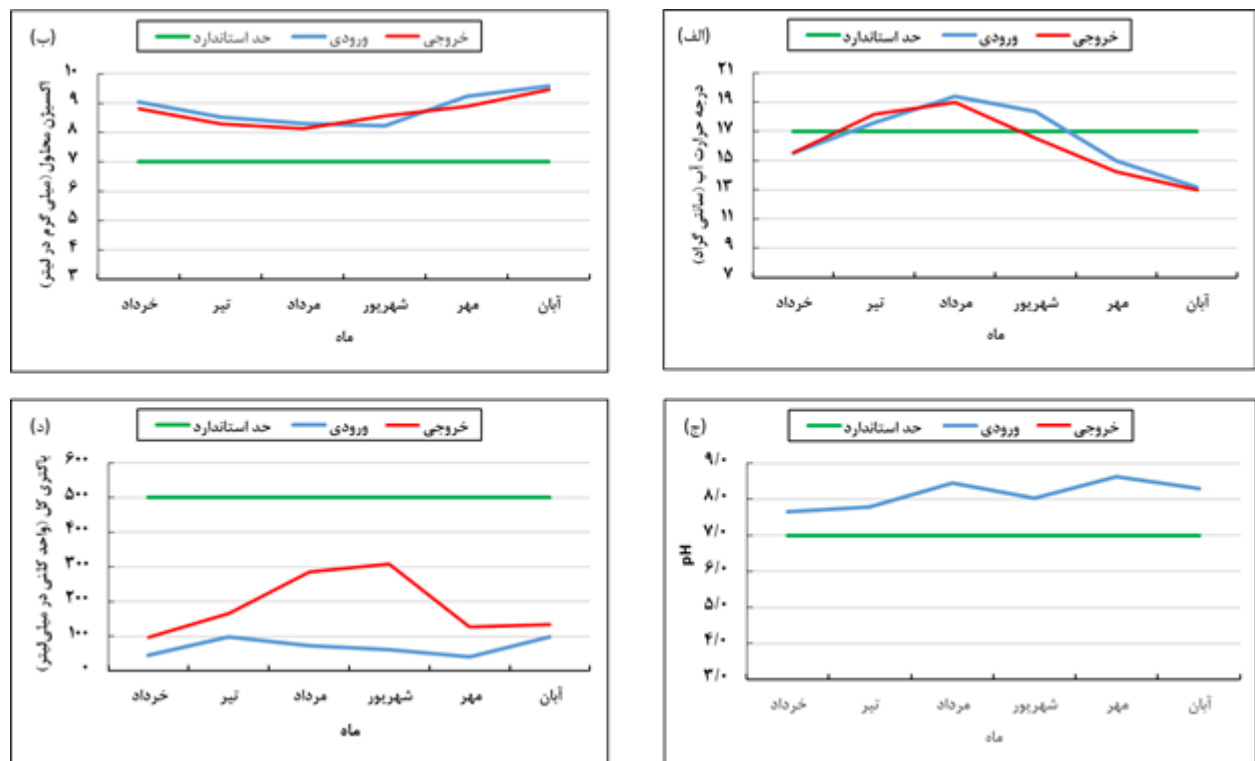 (الف)
حد استاندارد ورودی خروجی
درجه حرارت آب (سانتی گراد)
۲۱
۱۹
۱۷
۱۵
۱۳
۱۱
۹
۷
خرداد تیر مرداد شهریور مهر آبان
ماه
(ب)
حد استاندارد ورودی خروجی
اکسیژن محلول (میلی گرم در لیتر)
۱۰
۹
۸
۷
۶
۵
۴
۳
خرداد تیر مرداد شهریور مهر آبان
ماه
(ج)
حد استاندارد ورودی خروجی
pH
۹/۰
۸/۰
۷/۰
۶/۰
۵/۰
۴/۰
۳/۰
خرداد تیر مرداد شهریور مهر آبان
ماه
(د)
حد استاندارد ورودی خروجی
باکتری کل (واحد کلنی در میلی‌لیتر)
۶۰۰
۵۰۰
۴۰۰
۳۰۰
۲۰۰
۱۰۰
۰
خرداد تیر مرداد شهریور مهر آبان
ماه